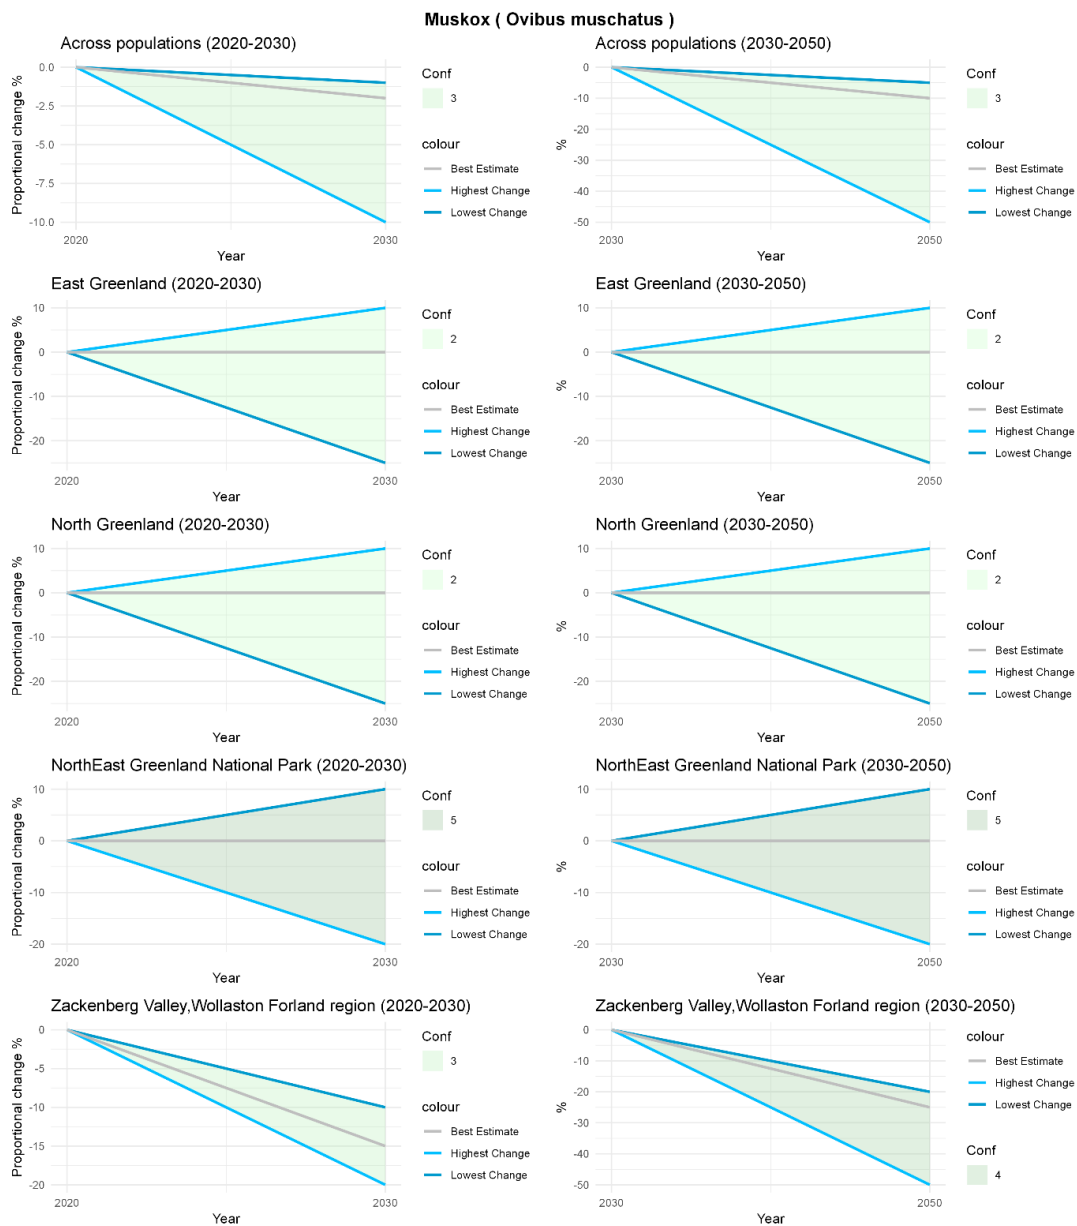 Muskox ( Ovibus muschatus )
Across populations (2020-2030)
Proportional change %
0.0
-2.5
-5.0
-7.5
-10.0
2020
2030
Year
Conf
3
colour
Best Estimate
Highest Change
Lowest Change
Across populations (2030-2050)
%
0
-10
-20
-30
-40
-50
2030
2050
Year
Conf
3
colour
Best Estimate
Highest Change
Lowest Change
East Greenland (2020-2030)
Proportional change %
10
0
-10
-20
2020
2030
Year
Conf
2
colour
Best Estimate
Highest Change
Lowest Change
East Greenland (2030-2050)
%
10
0
-10
-20
2030
2050
Year
Conf
2
colour
Best Estimate
Highest Change
Lowest Change
North Greenland (2020-2030)
Proportional change %
10
0
-10
-20
2020
2030
Year
Conf
2
colour
Best Estimate
Highest Change
Lowest Change
North Greenland (2030-2050)
%
10
0
-10
-20
2030
2050
Year
Conf
2
colour
Best Estimate
Highest Change
Lowest Change
NorthEast Greenland National Park (2020-2030)
Proportional change %
10
0
-10
-20
2020
2030
Year
Conf
5
colour
Best Estimate
Highest Change
Lowest Change
NorthEast Greenland National Park (2030-2050)
%
10
0
-10
-20
2030
2050
Year
Conf
5
colour
Best Estimate
Highest Change
Lowest Change
Zackenberg Valley,Wollaston Forland region (2020-2030)
Proportional change %
0
-5
-10
-15
-20
2020
2030
Year
Conf
3
colour
Best Estimate
Highest Change
Lowest Change
Zackenberg Valley,Wollaston Forland region (2030-2050)
%
0
-10
-20
-30
-40
-50
2030
2050
Year
colour
Best Estimate
Highest Change
Lowest Change
Conf
4